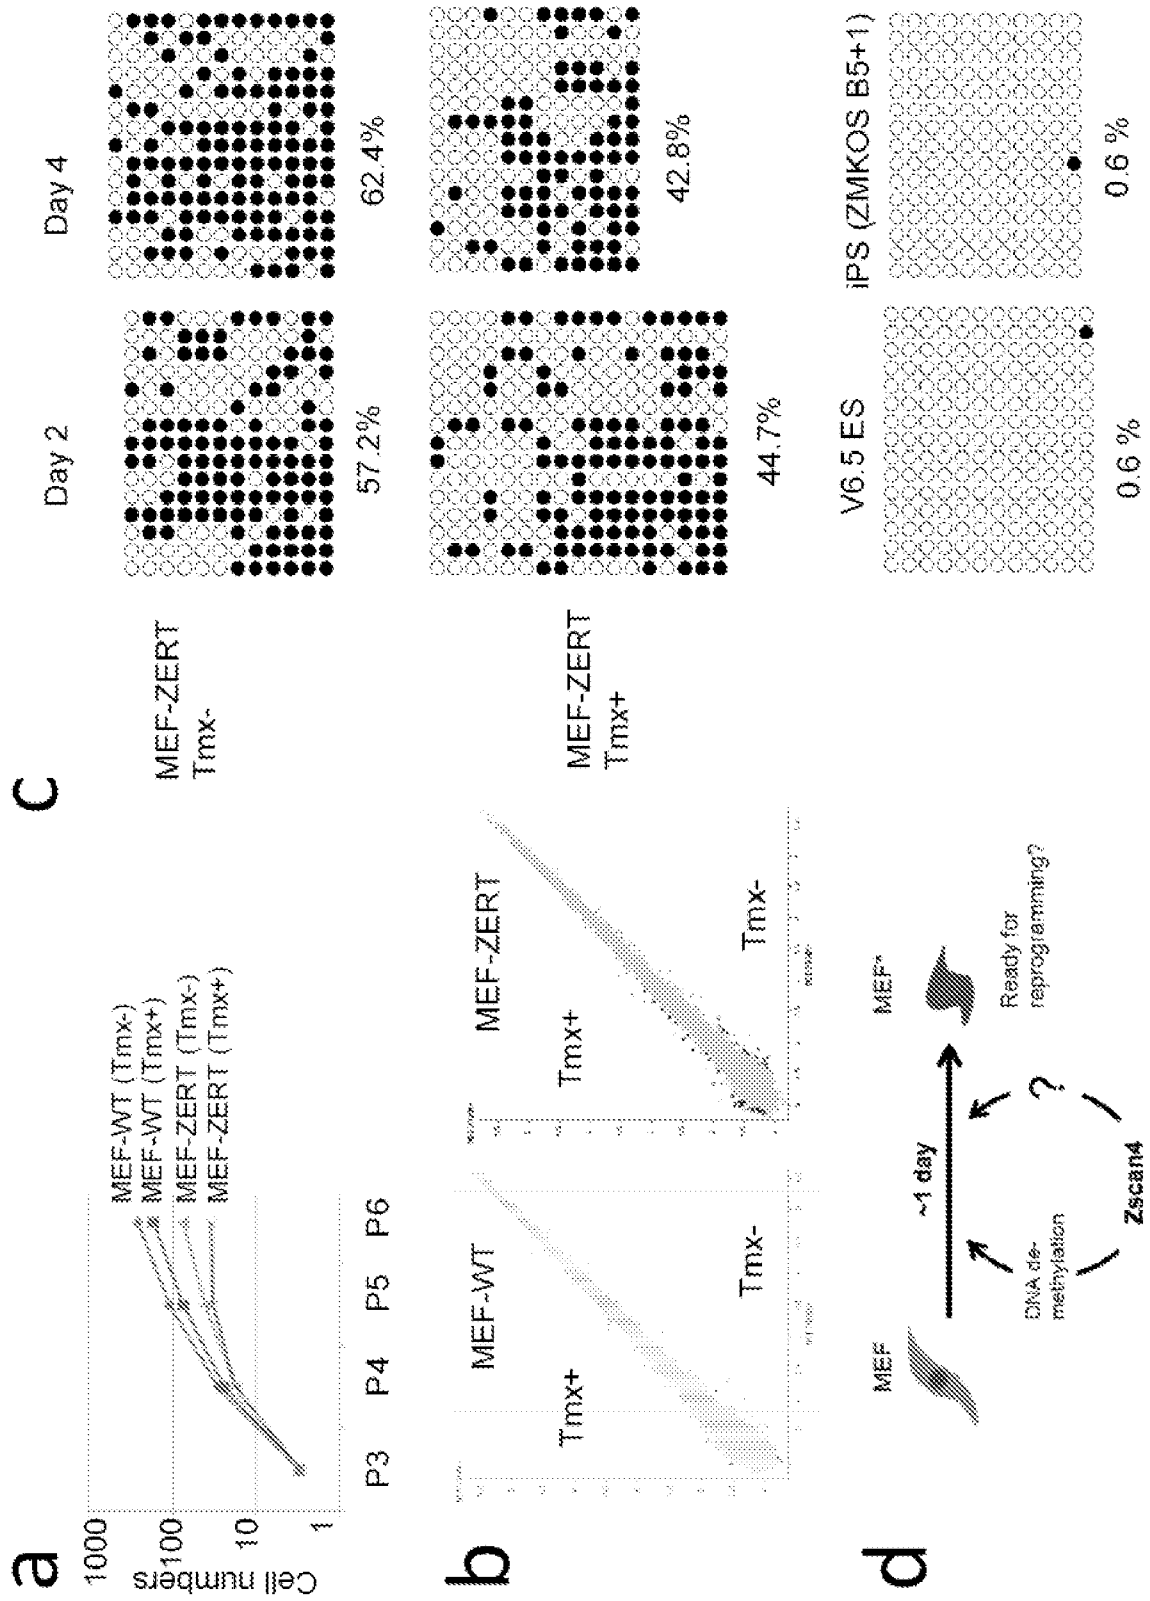 a
1000
100
10
1
Cell numbers
P3 P4 P5 P6
MEF-WT (Tmx-)
MEF-WT (Tmx+)
MEF-ZERT (Tmx-)
MEF-ZERT (Tmx+)
b
MEF-WT
Tmx+
Tmx-
MEF-ZERT
Tmx+
Tmx-
c
Day 2
Day 4
MEF-ZERT
Tmx-
57.2%
62.4%
MEF-ZERT
Tmx+
44.7%
42.8%
V6.5 ES
iPS (ZMKOS B5+1)
0.6 %
0.6 %
d
MEF
~1 day
MEF*
DNA de-
methylation
?
Ready for
reprogramming?
Zscan4